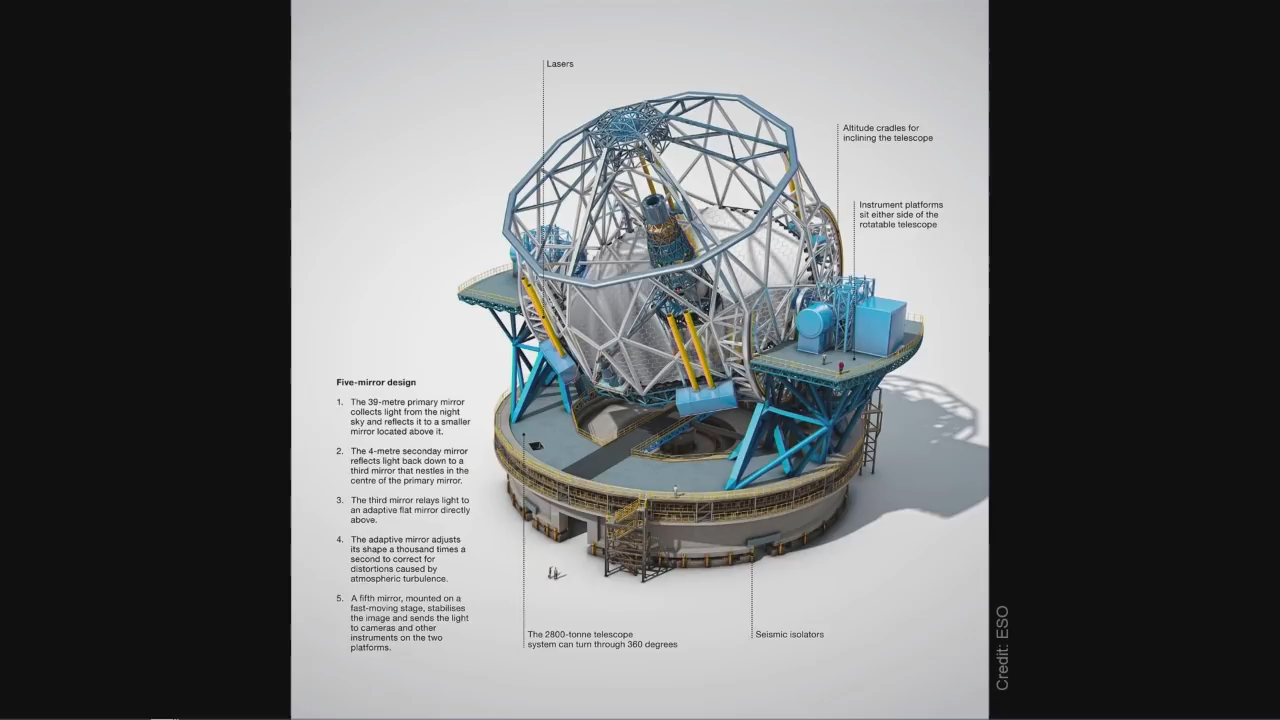 Lasers
Altitude cradles for
inclining the telescope
Instrument platforms
sit either side of the
rotatable telescope
Five-mirror design
1. The 39-metre primary mirror
collects light from the night
sky and reflects it to a smaller
mirror located above it.
2. The 4-metre seconday mirror
reflects light back down to a
third mirror that nestles in the
centre of the primary mirror.
3. The third mirror relays light to
an adaptive flat mirror directly
above.
4. The adaptive mirror adjusts
its shape a thousand times a
second to correct for
distortions caused by
atmospheric turbulence.
5. A fifth mirror, mounted on a
fast-moving stage, stabilises
the image and sends the light
to cameras and other
instruments on the two
platforms.
The 2800-tonne telescope
system can turn through 360 degrees
Seismic isolators
Credit: ESO